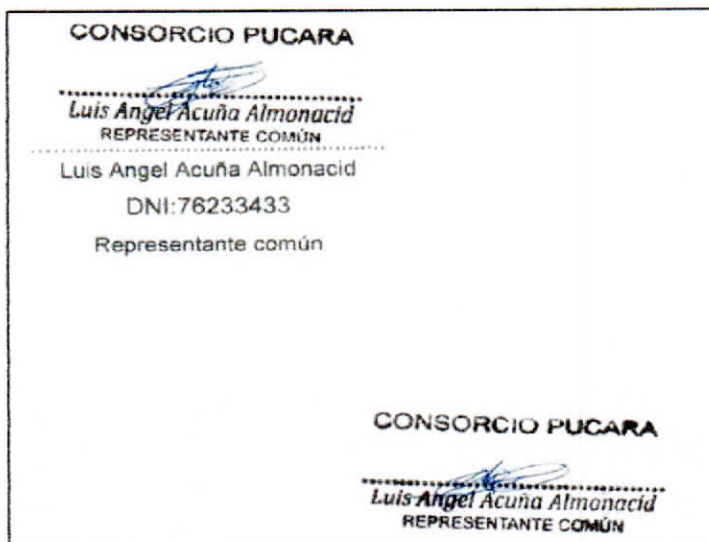 CONSORCIO PUCARA
Luis Angel Acuña Almonacid
REPRESENTANTE COMÚN
Luis Angel Acuña Almonacid
DNI:76233433
Representante común
CONSORCIO PUCARA
Luis Angel Acuña Almonacid
REPRESENTANTE COMÚN